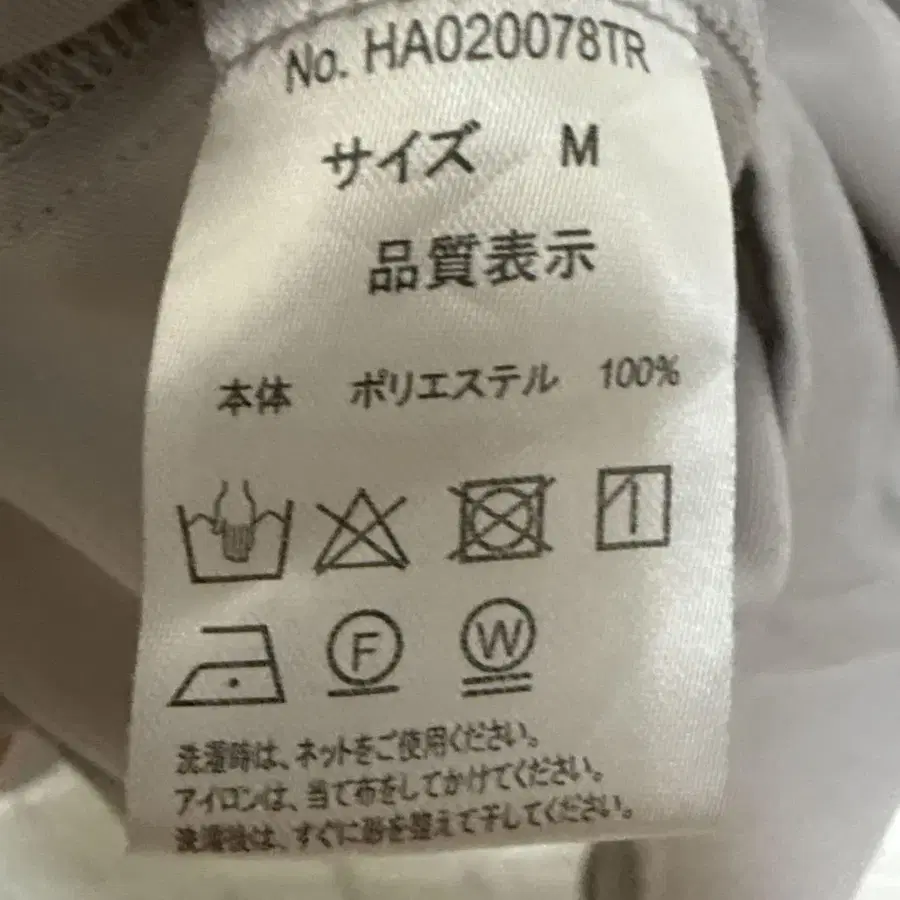 No. HA020078TR
サイズ M
品質表示
本体 ポリエステル 100%
F W
洗濯時は、ネットをご使用ください。
アイロンは、当て布をしてかけてください。
洗濯後は、すぐに形を整えて干してください。